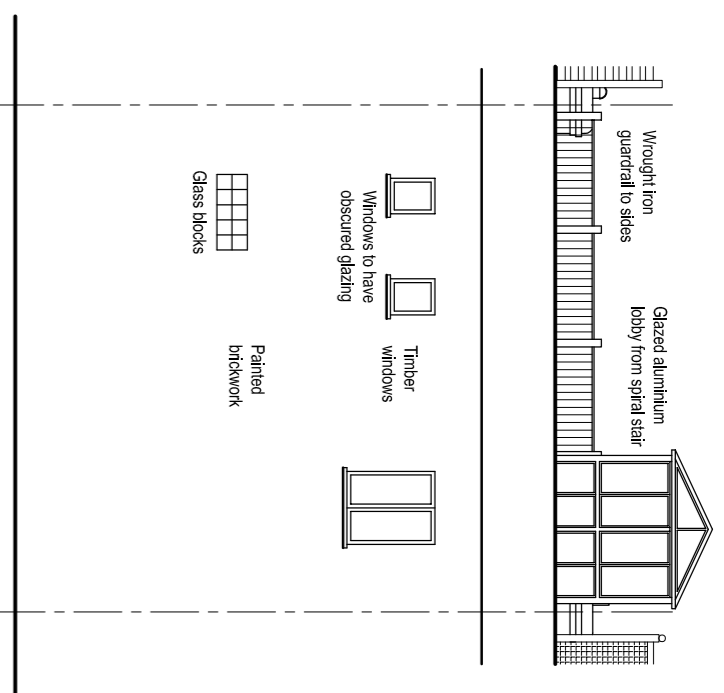 Wrought iron
guardrail to sides
Glazed aluminium
lobby from spiral stair
Windows to have
obscured glazing
Timber
windows
Glass blocks
Painted
brickwork